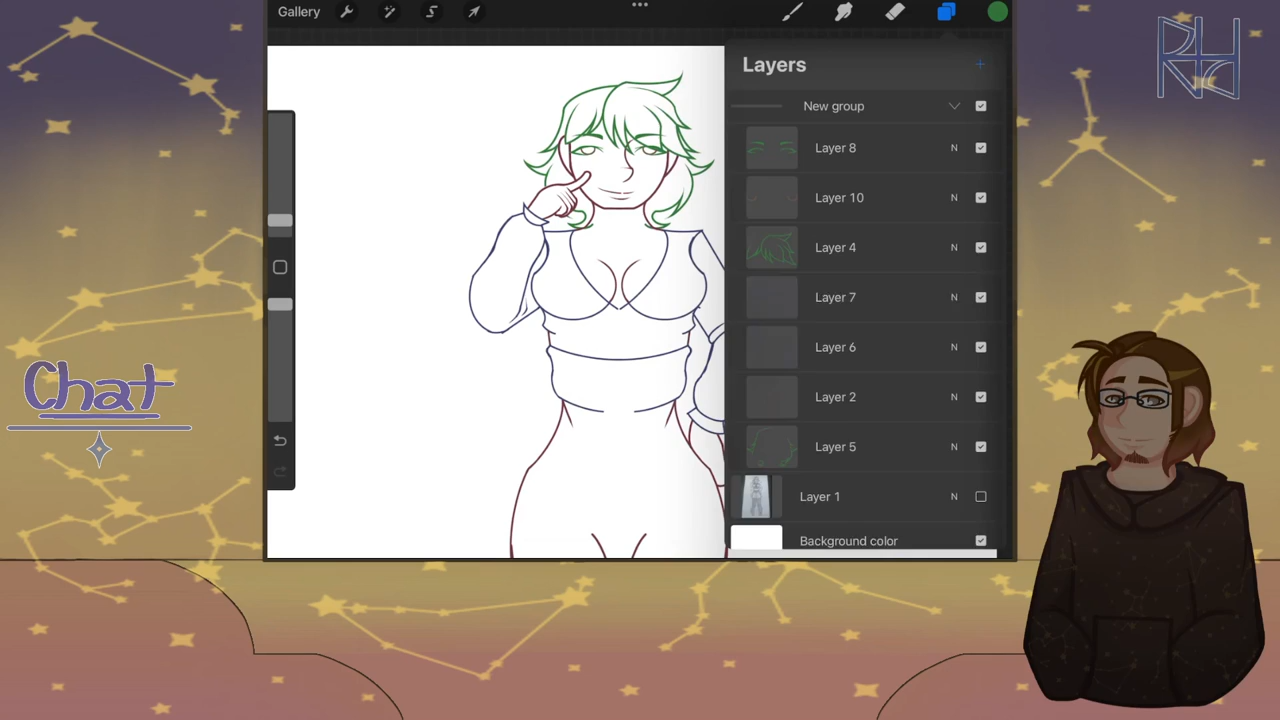 Gallery
Layers
New group
Layer 8 N
Layer 10 N
Layer 4 N
Layer 7 N
Layer 6 N
Layer 2 N
Layer 5 N
Layer 1 N
Background color
Chat